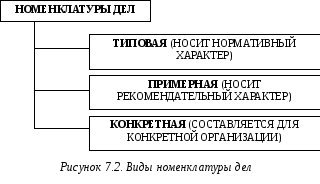 НОМЕНКЛАТУРЫ ДЕЛ
ТИПОВАЯ (НОСИТ НОРМАТИВНЫЙ
ХАРАКТЕР)
ПРИМЕРНАЯ (НОСИТ
РЕКОМЕНДАТЕЛЬНЫЙ ХАРАКТЕР)
КОНКРЕТНАЯ (СОСТАВЛЯЕТСЯ ДЛЯ
КОНКРЕТНОЙ ОРГАНИЗАЦИИ)
Рисунок 7.2. Виды номенклатуры дел